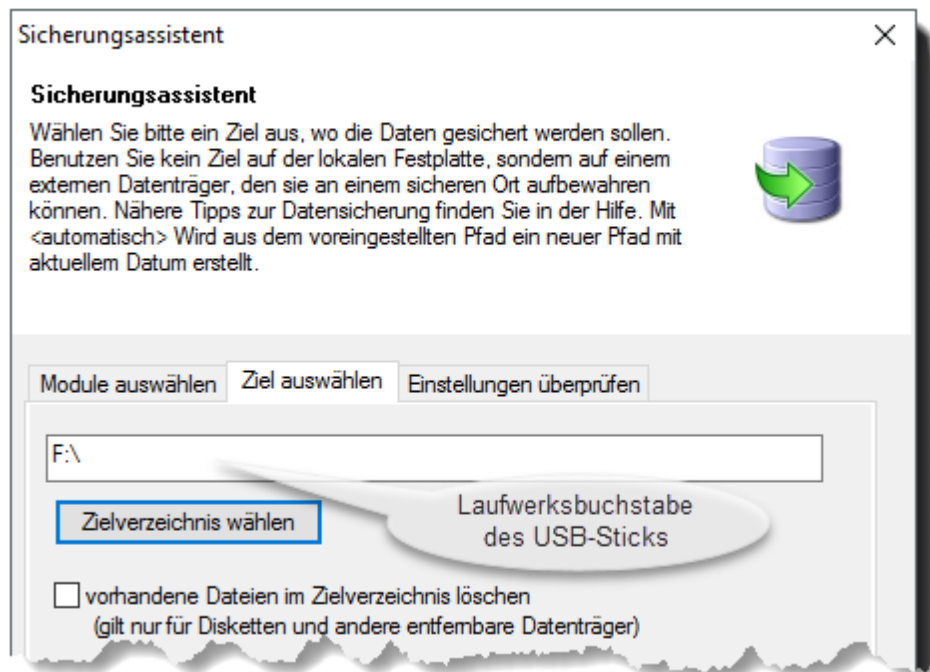 Sicherungsassistent
Sicherungsassistent
Wählen Sie bitte ein Ziel aus, wo die Daten gesichert werden sollen.
Benutzen Sie kein Ziel auf der lokalen Festplatte, sondern auf einem
externen Datenträger, den sie an einem sicheren Ort aufbewahren
können. Nähere Tipps zur Datensicherung finden Sie in der Hilfe. Mit
<automatisch> Wird aus dem voreingestellten Pfad ein neuer Pfad mit
aktuellem Datum erstellt.
Module auswählen Ziel auswählen Einstellungen überprüfen
F:\
Laufwerksbuchstabe
des USB-Sticks
Zielverzeichnis wählen
vorhandene Dateien im Zielverzeichnis löschen
(gilt nur für Disketten und andere entfernbare Datenträger)